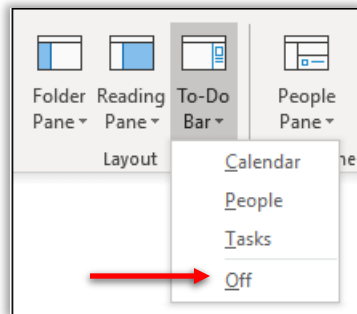 Folder Reading To-Do People
Pane Pane Bar Pane
Layout
Calendar
People
Tasks
Off